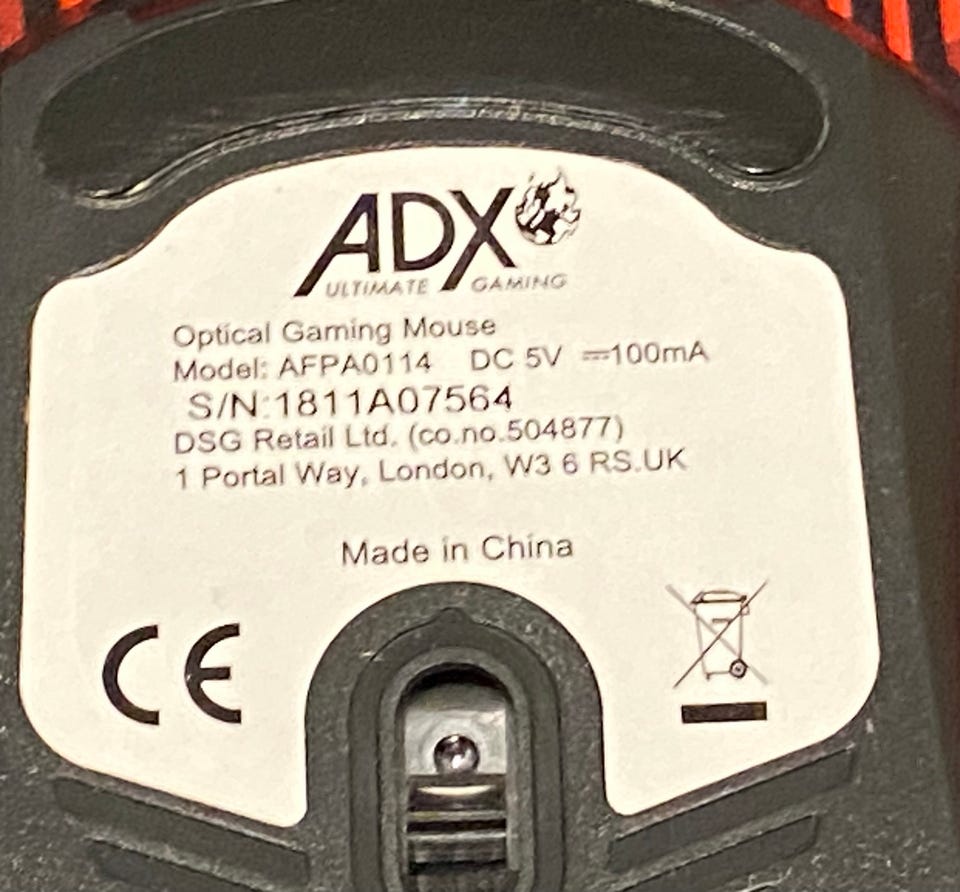 ADX
ULTIMATE GAMING
Optical Gaming Mouse
Model: AFPA0114 DC 5V ⎓100mA
S/N:1811A07564
DSG Retail Ltd. (co.no.504877)
1 Portal Way, London, W3 6 RS.UK
Made in China
CE